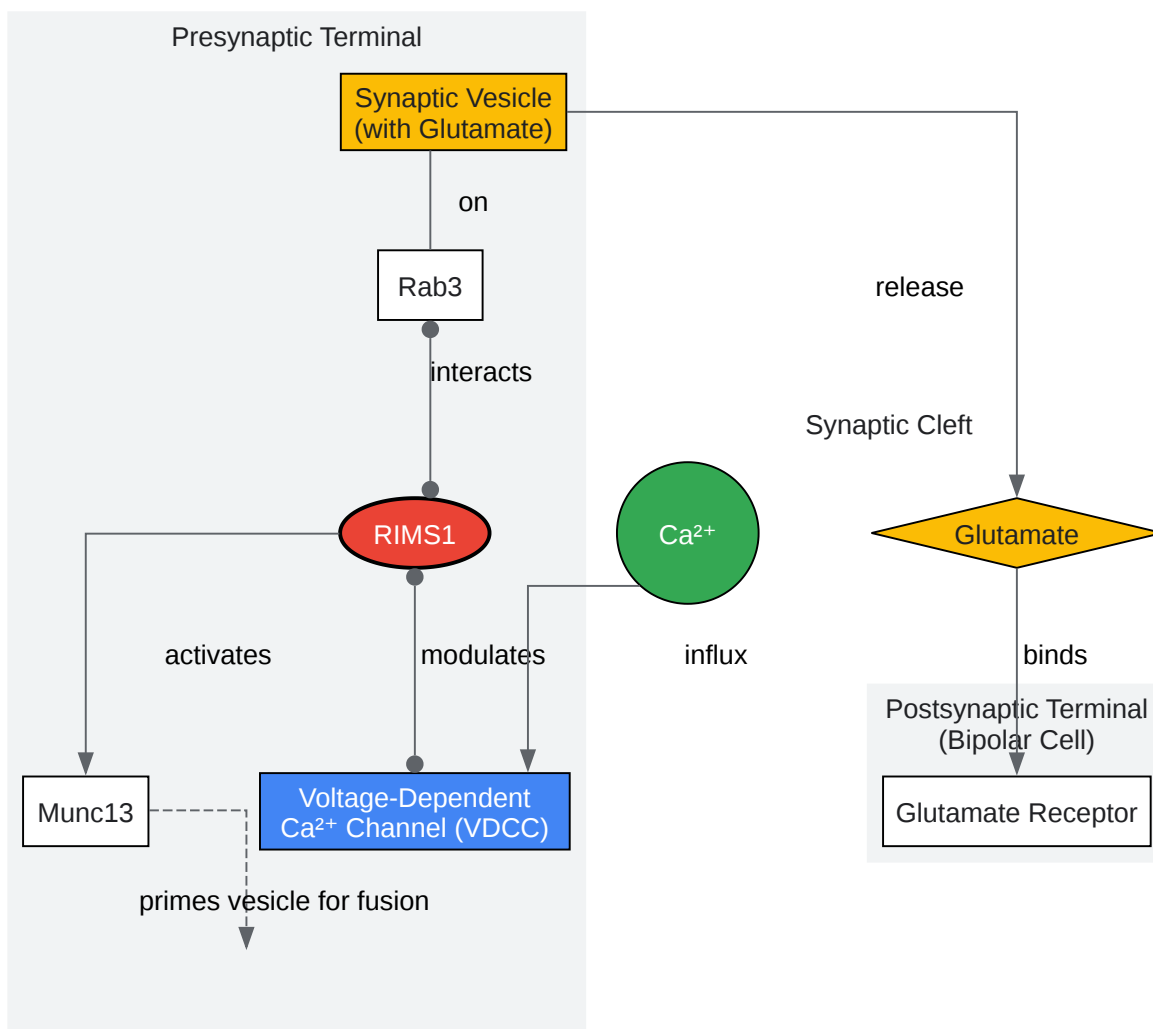 Presynaptic Terminal
Synaptic Vesicle
(with Glutamate)
on
Rab3
release
interacts
Synaptic Cleft
RIMS1
Ca²⁺
Glutamate
activates
modulates
influx
binds
Postsynaptic Terminal
(Bipolar Cell)
Munc13
Voltage-Dependent
Ca²⁺ Channel (VDCC)
Glutamate Receptor
primes vesicle for fusion